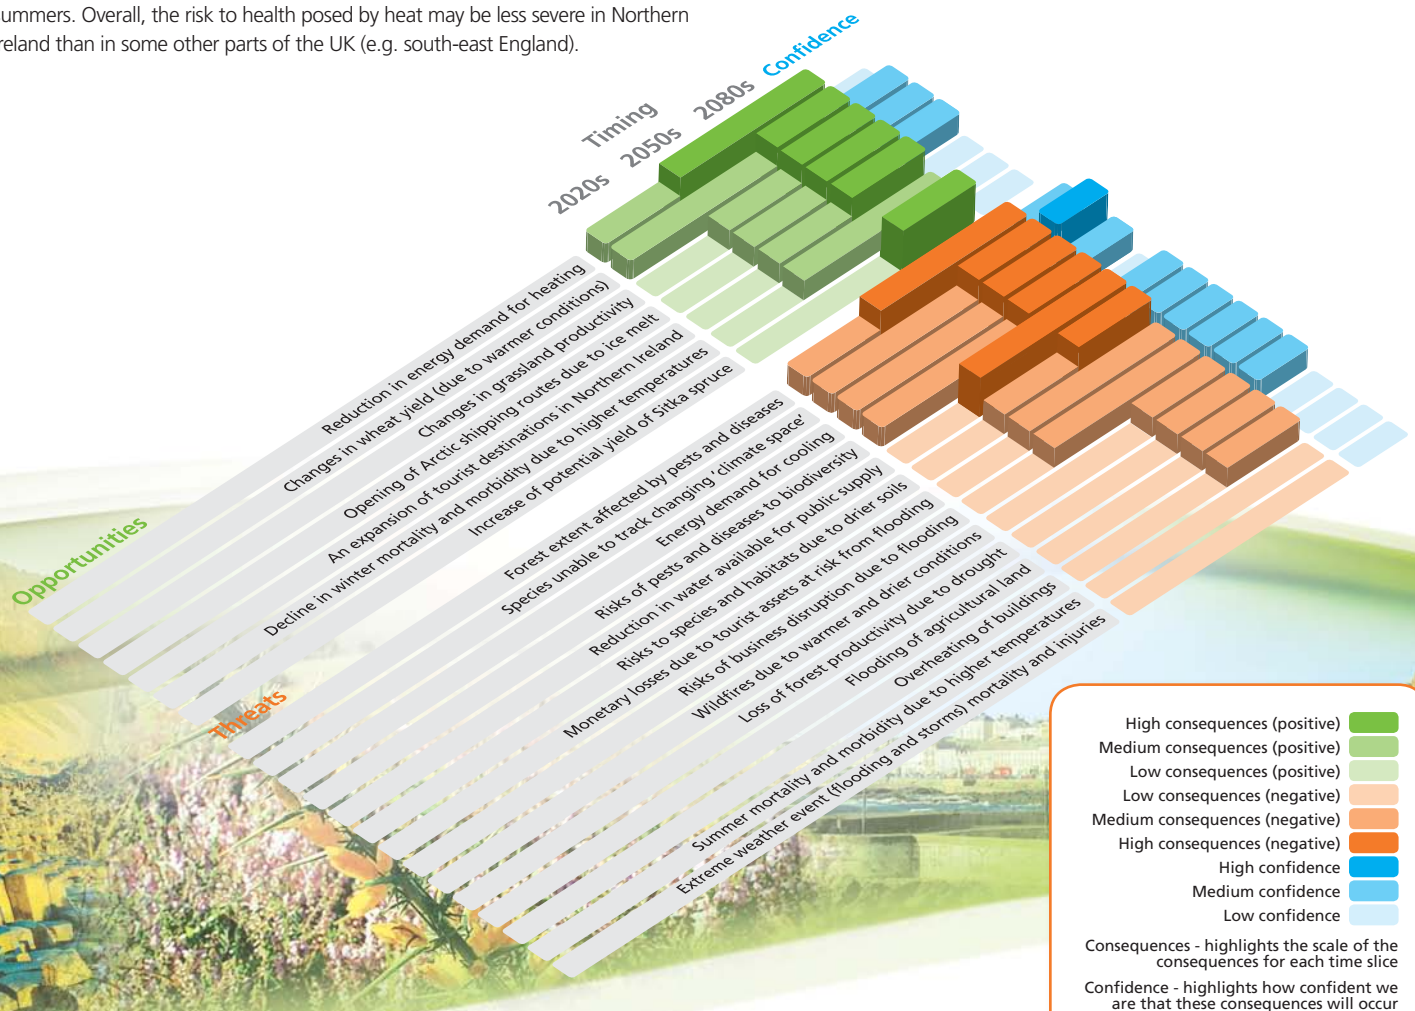 summers. Overall, the risk to health posed by heat may be less severe in Northern
reland than in some other parts of the UK (e.g. south-east England).
Confidence
Timing
2020s
2050s
2080s
Opportunities
Reduction in energy demand for heating
Changes in wheat yield (due to warmer conditions)
Changes in grassland productivity
Opening of Arctic shipping routes due to ice melt
An expansion of tourist destinations in Northern Ireland
Decline in winter mortality and morbidity due to higher temperatures
Increase of potential yield of Sitka spruce
Threats
Forest extent affected by pests and diseases
Species unable to track changing 'climate space'
Energy demand for cooling
Risks of pests and diseases to biodiversity
Reduction in water available for public supply
Risks to species and habitats due to drier soils
Monetary losses due to tourist assets at risk from flooding
Risks of business disruption due to flooding
Wildfires due to warmer and drier conditions
Loss of forest productivity due to drought
Flooding of agricultural land
Overheating of buildings
Summer mortality and morbidity due to higher temperatures
Extreme weather event (flooding and storms) mortality and injuries
High consequences (positive)
Medium consequences (positive)
Low consequences (positive)
Low consequences (negative)
Medium consequences (negative)
High consequences (negative)
High confidence
Medium confidence
Low confidence
Consequences - highlights the scale of the
consequences for each time slice
Confidence - highlights how confident we
are that these consequences will occur